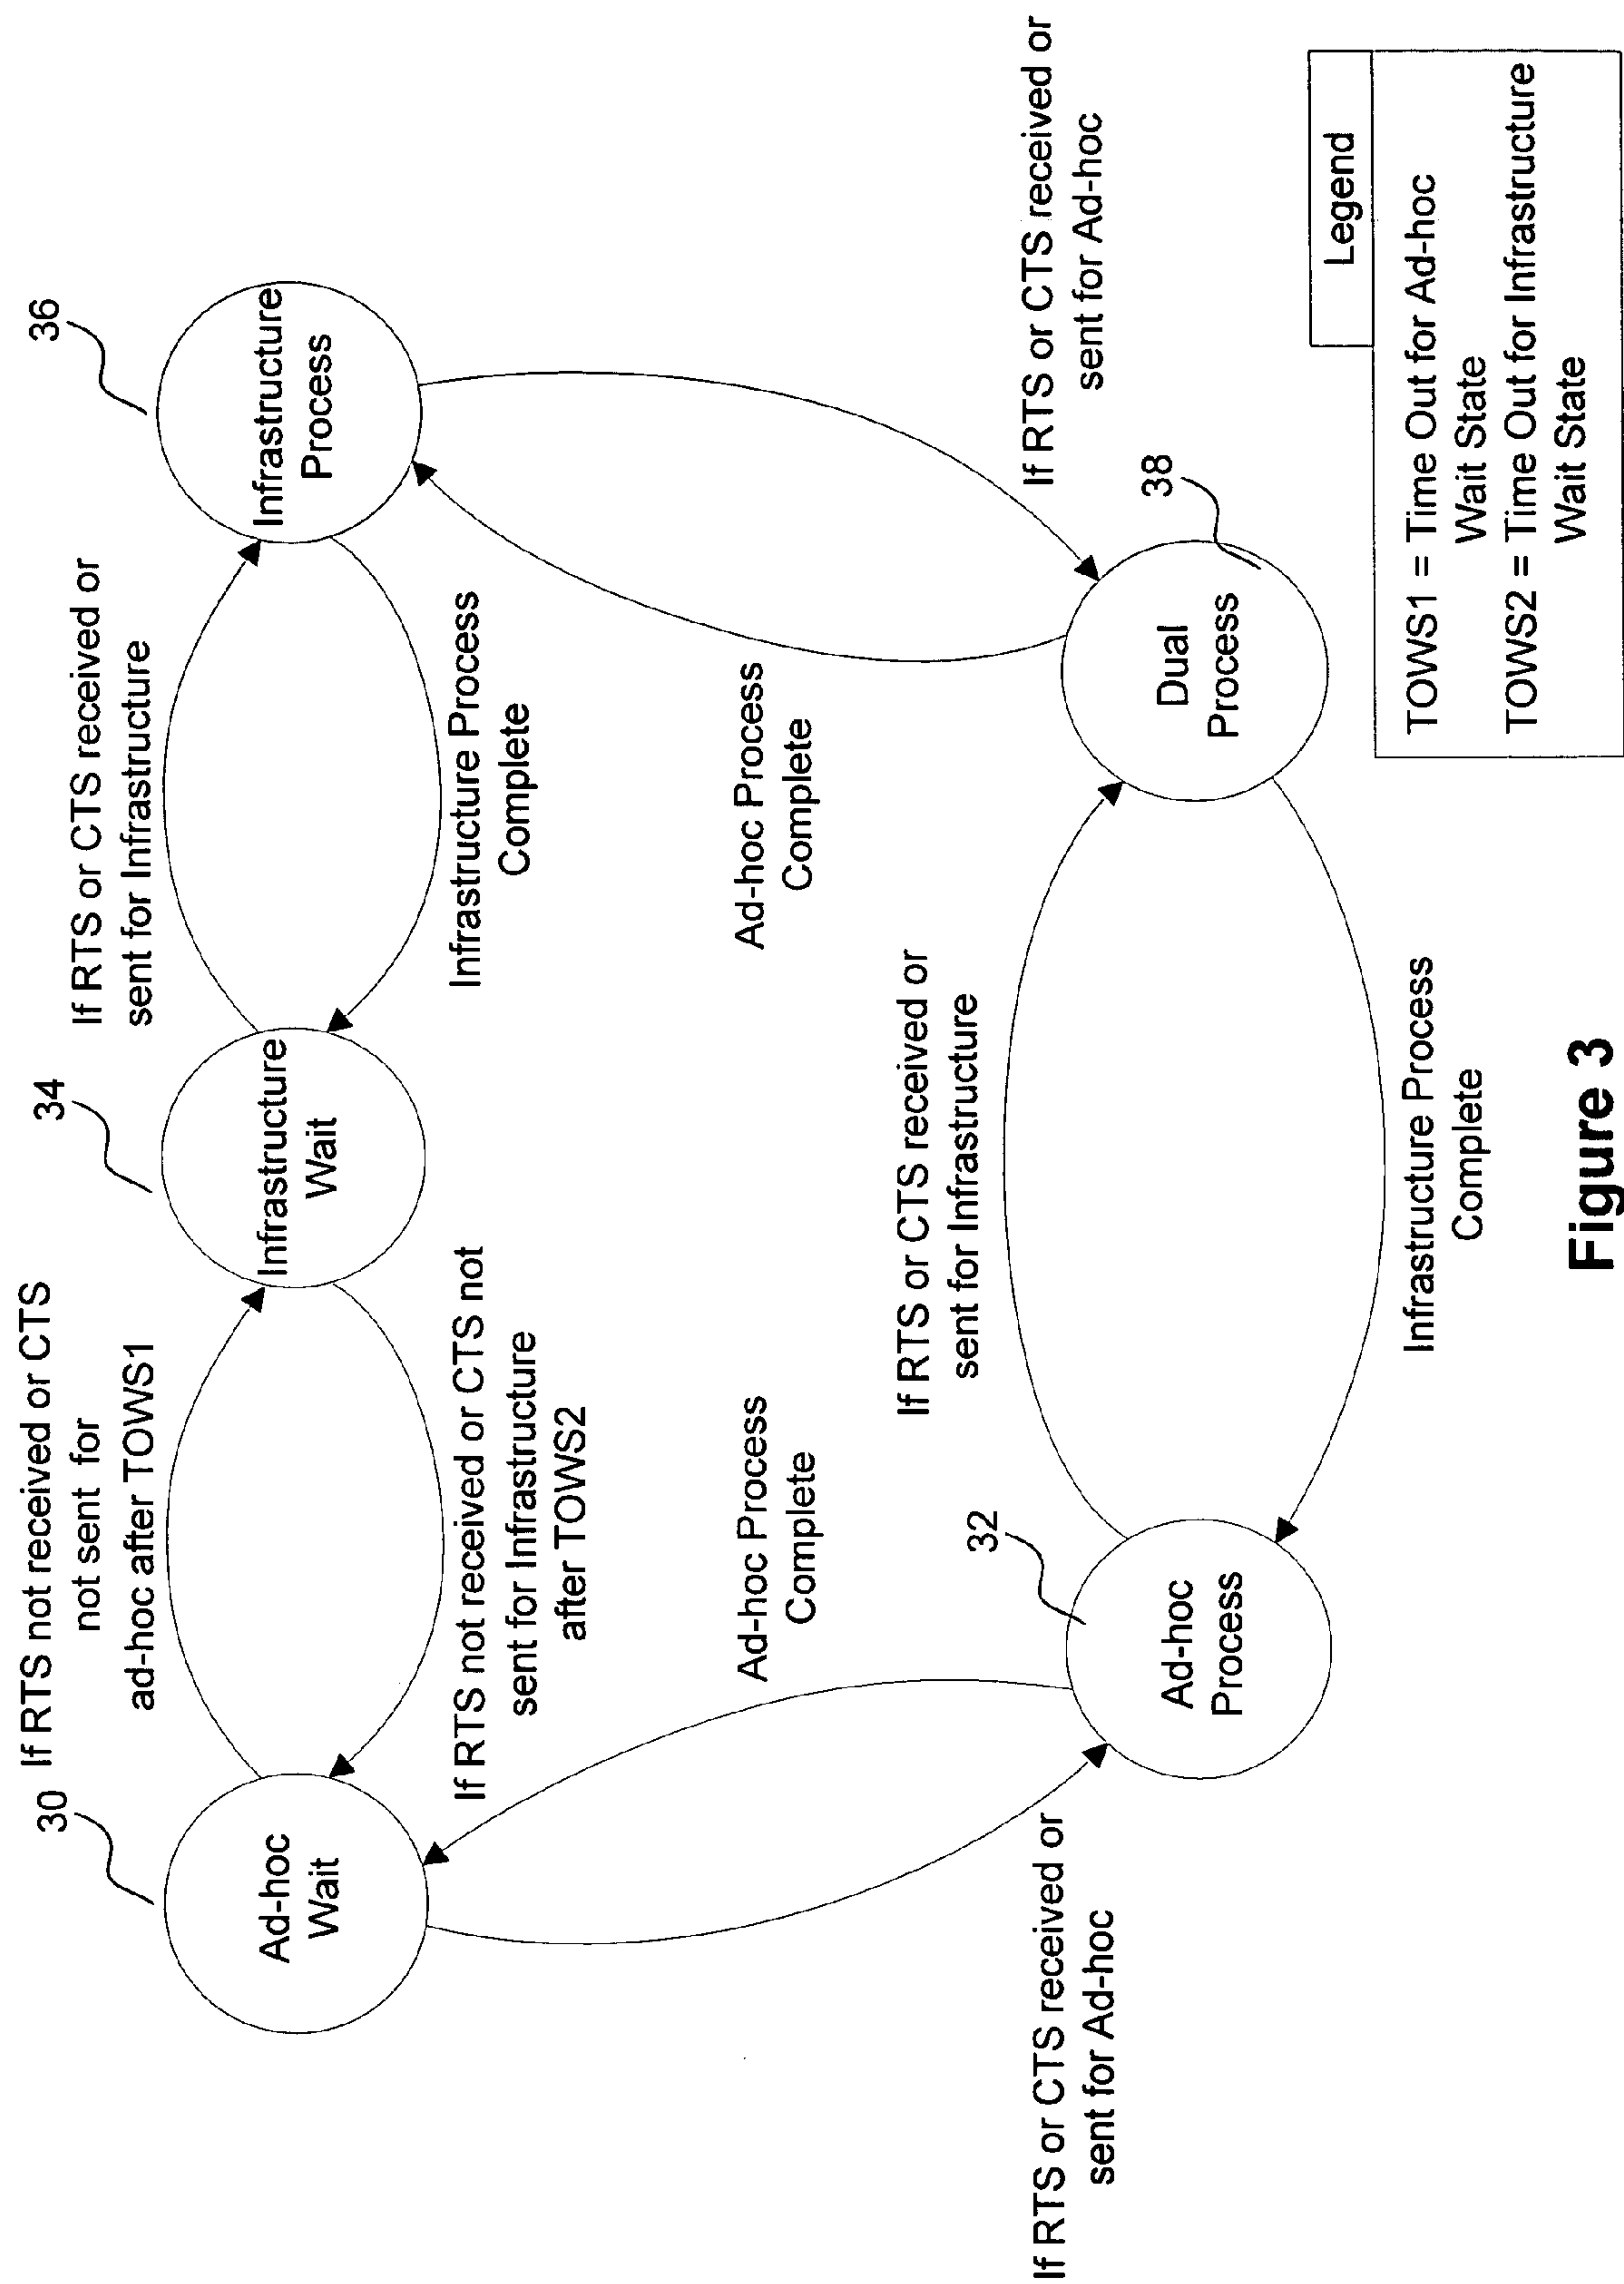 30
If RTS not received or CTS
not sent for
ad-hoc after TOWS1
34
If RTS or CTS received or
sent for Infrastructure
36
Ad-hoc
Wait
Infrastructure
Wait
Infrastructure
Process
If RTS not received or CTS not
sent for Infrastructure
after TOWS2
Infrastructure Process
Complete
Ad-hoc Process
Complete
Ad-hoc Process
Complete
If RTS or CTS received or
sent for Ad-hoc
32
If RTS or CTS received or
sent for Infrastructure
38
If RTS or CTS received or
sent for Ad-hoc
Ad-hoc
Process
Dual
Process
Infrastructure Process
Complete
Legend
TOWS1 = Time Out for Ad-hoc
Wait State
TOWS2 = Time Out for Infrastructure
Wait State
Figure 3